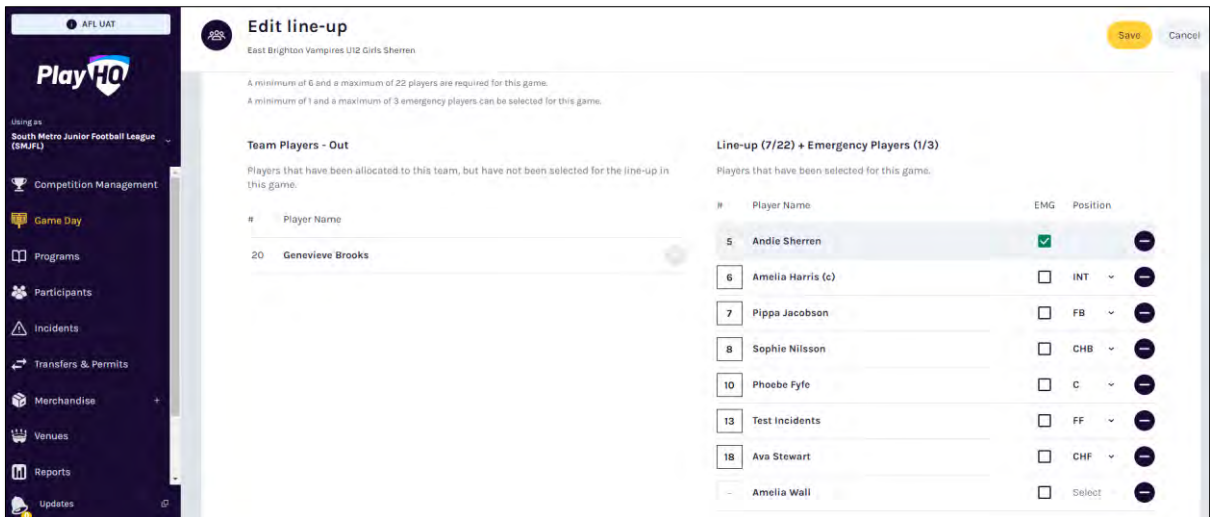 AFL UAT
PlayHQ
Using as
South Metro Junior Football League
(SMJFL)
Competition Management
Game Day
Programs
Participants
Incidents
Transfers & Permits
Merchandise +
Venues
Reports
Updates
Edit line-up
East Brighton Vampires U12 Girls Sherren
Save
Cancel
A minimum of 6 and a maximum of 22 players are required for this game.
A minimum of 1 and a maximum of 3 emergency players can be selected for this game.
Team Players - Out
Players that have been allocated to this team, but have not been selected for the line-up in
this game.
# Player Name
20 Genevieve Brooks
Line-up (7/22) + Emergency Players (1/3)
Players that have been selected for this game.
# Player Name EMG Position
5 Andie Sherren
6 Amelia Harris (c) INT
7 Pippa Jacobson FB
8 Sophie Nilsson CHB
10 Phoebe Fyfe C
13 Test Incidents FF
18 Ava Stewart CHF
- Amelia Wall Select